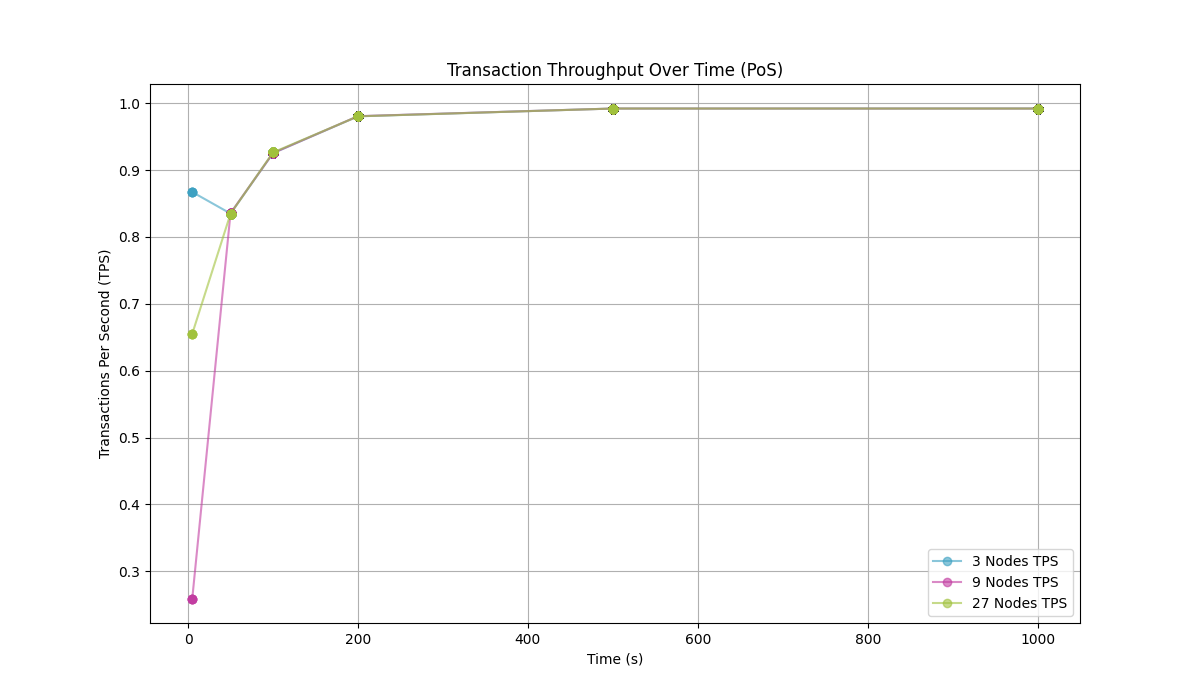 Transaction Throughput Over Time (PoS)
Transactions Per Second (TPS)
1.0
0.9
0.8
0.7
0.6
0.5
0.4
0.3
0
200
400
600
800
1000
Time (s)
3 Nodes TPS
9 Nodes TPS
27 Nodes TPS